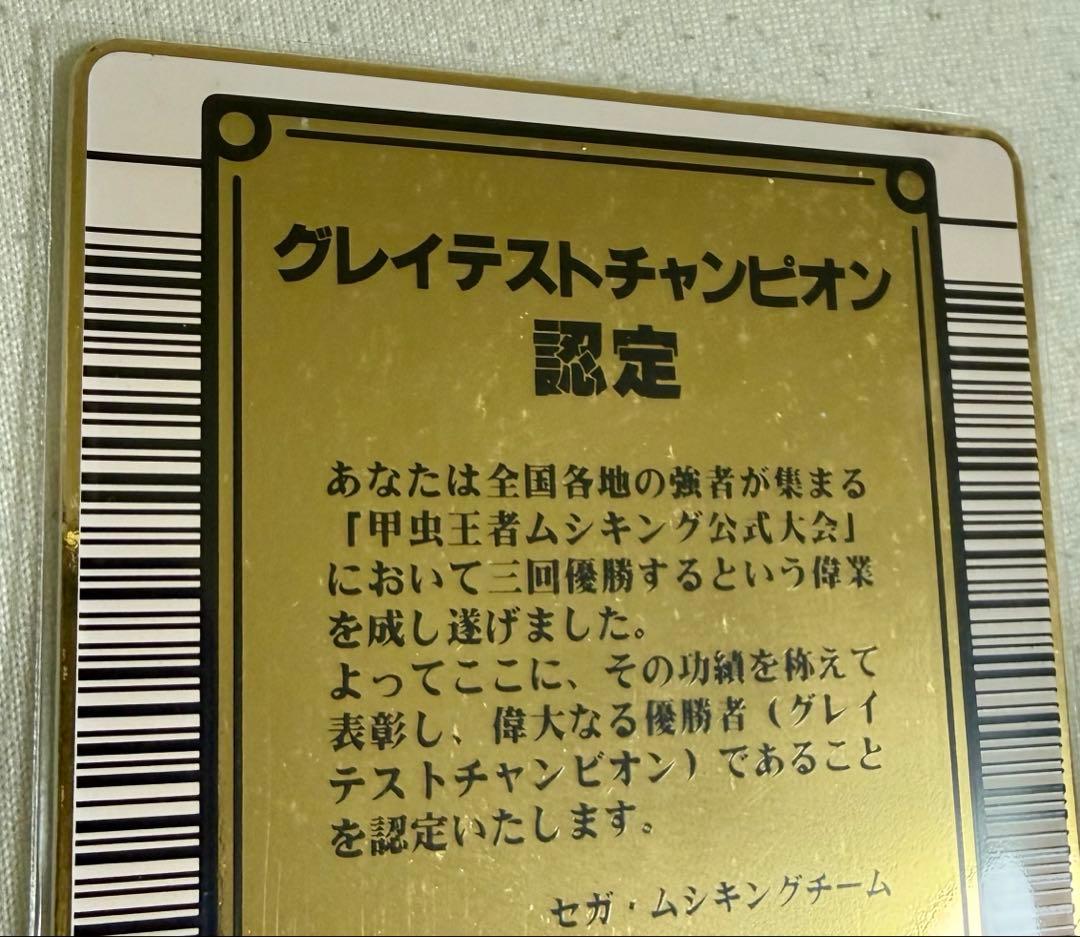 グレイテストチャンピオン
認定
あなたは全国各地の強者が集まる
「甲虫王者ムシキング公式大会」
において三回優勝するという偉業
を成し遂げました。
よってここに、その功績を称えて
表彰し、偉大なる優勝者（グレイ
テストチャンピオン）であること
を認定いたします。
セガ・ムシキングチーム